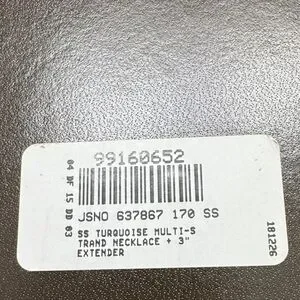 99160652
JSNO 637867 170 SS
SS TURQUOISE MULTI-S
TRAND NECKLACE + 3"
EXTENDER
04 DF 15 DD 03
181226